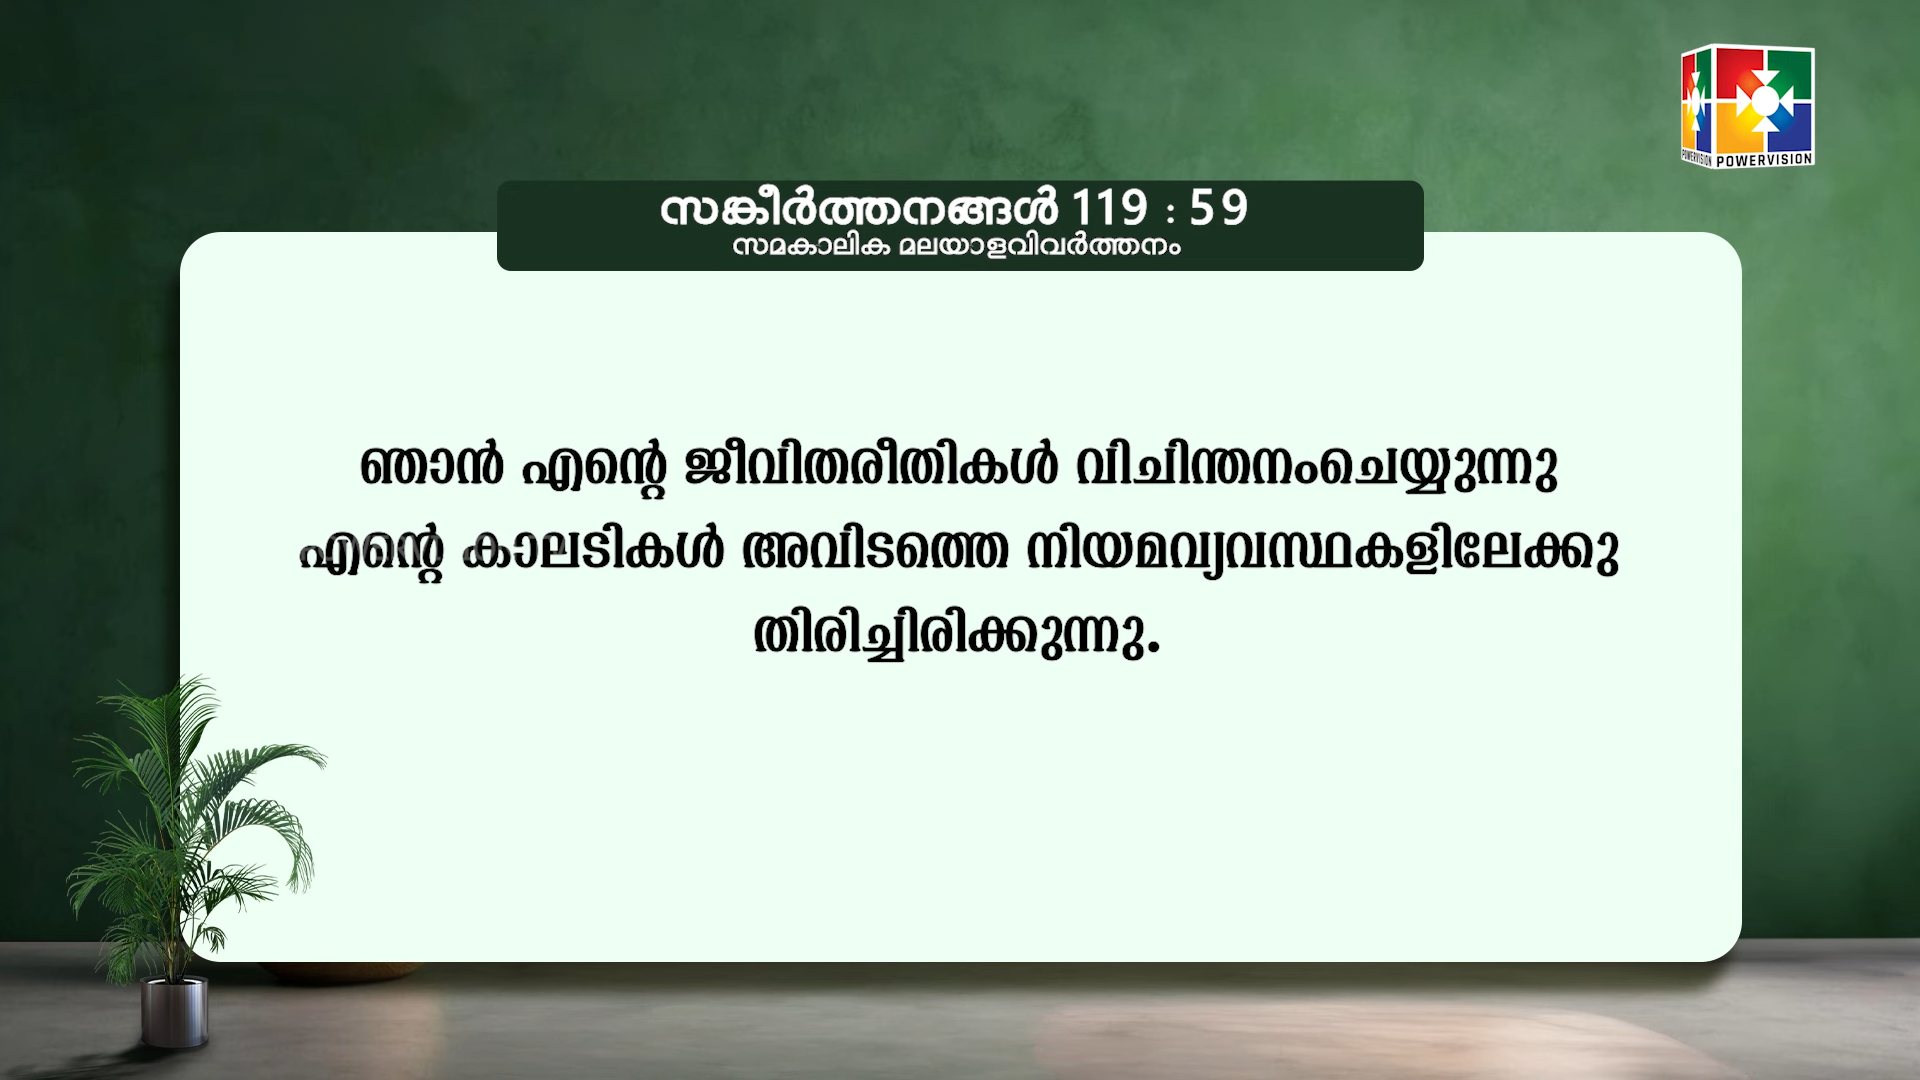 POWERVISION POWERVISION
സങ്കീർത്തനങ്ങൾ 119 : 59
സമകാലിക മലയാളവിവർത്തനം
ഞാൻ എന്റെ ജീവിതരീതികൾ വിചിന്തനംചെയ്യുന്നു
എന്റെ കാലടികൾ അവിടത്തെ നിയമവ്യവസ്ഥകളിലേക്കു
തിരിച്ചിരിക്കുന്നു.